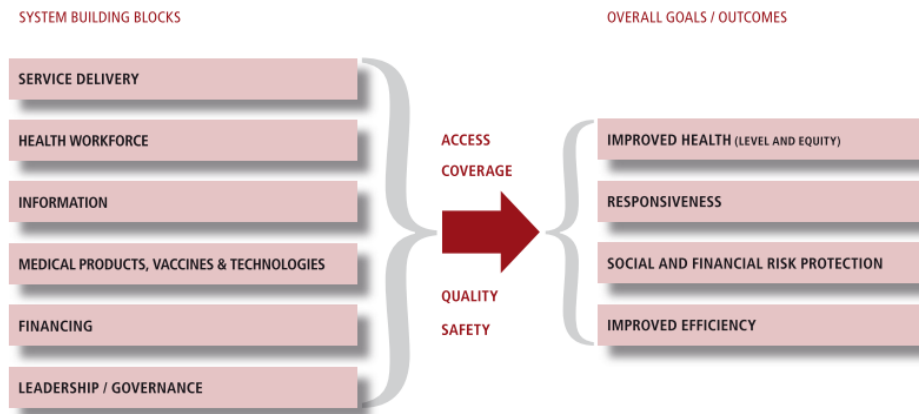 SYSTEM BUILDING BLOCKS
SERVICE DELIVERY
HEALTH WORKFORCE
INFORMATION
MEDICAL PRODUCTS, VACCINES & TECHNOLOGIES
FINANCING
LEADERSHIP / GOVERNANCE
ACCESS
COVERAGE
QUALITY
SAFETY
OVERALL GOALS / OUTCOMES
IMPROVED HEALTH (LEVEL AND EQUITY)
RESPONSIVENESS
SOCIAL AND FINANCIAL RISK PROTECTION
IMPROVED EFFICIENCY